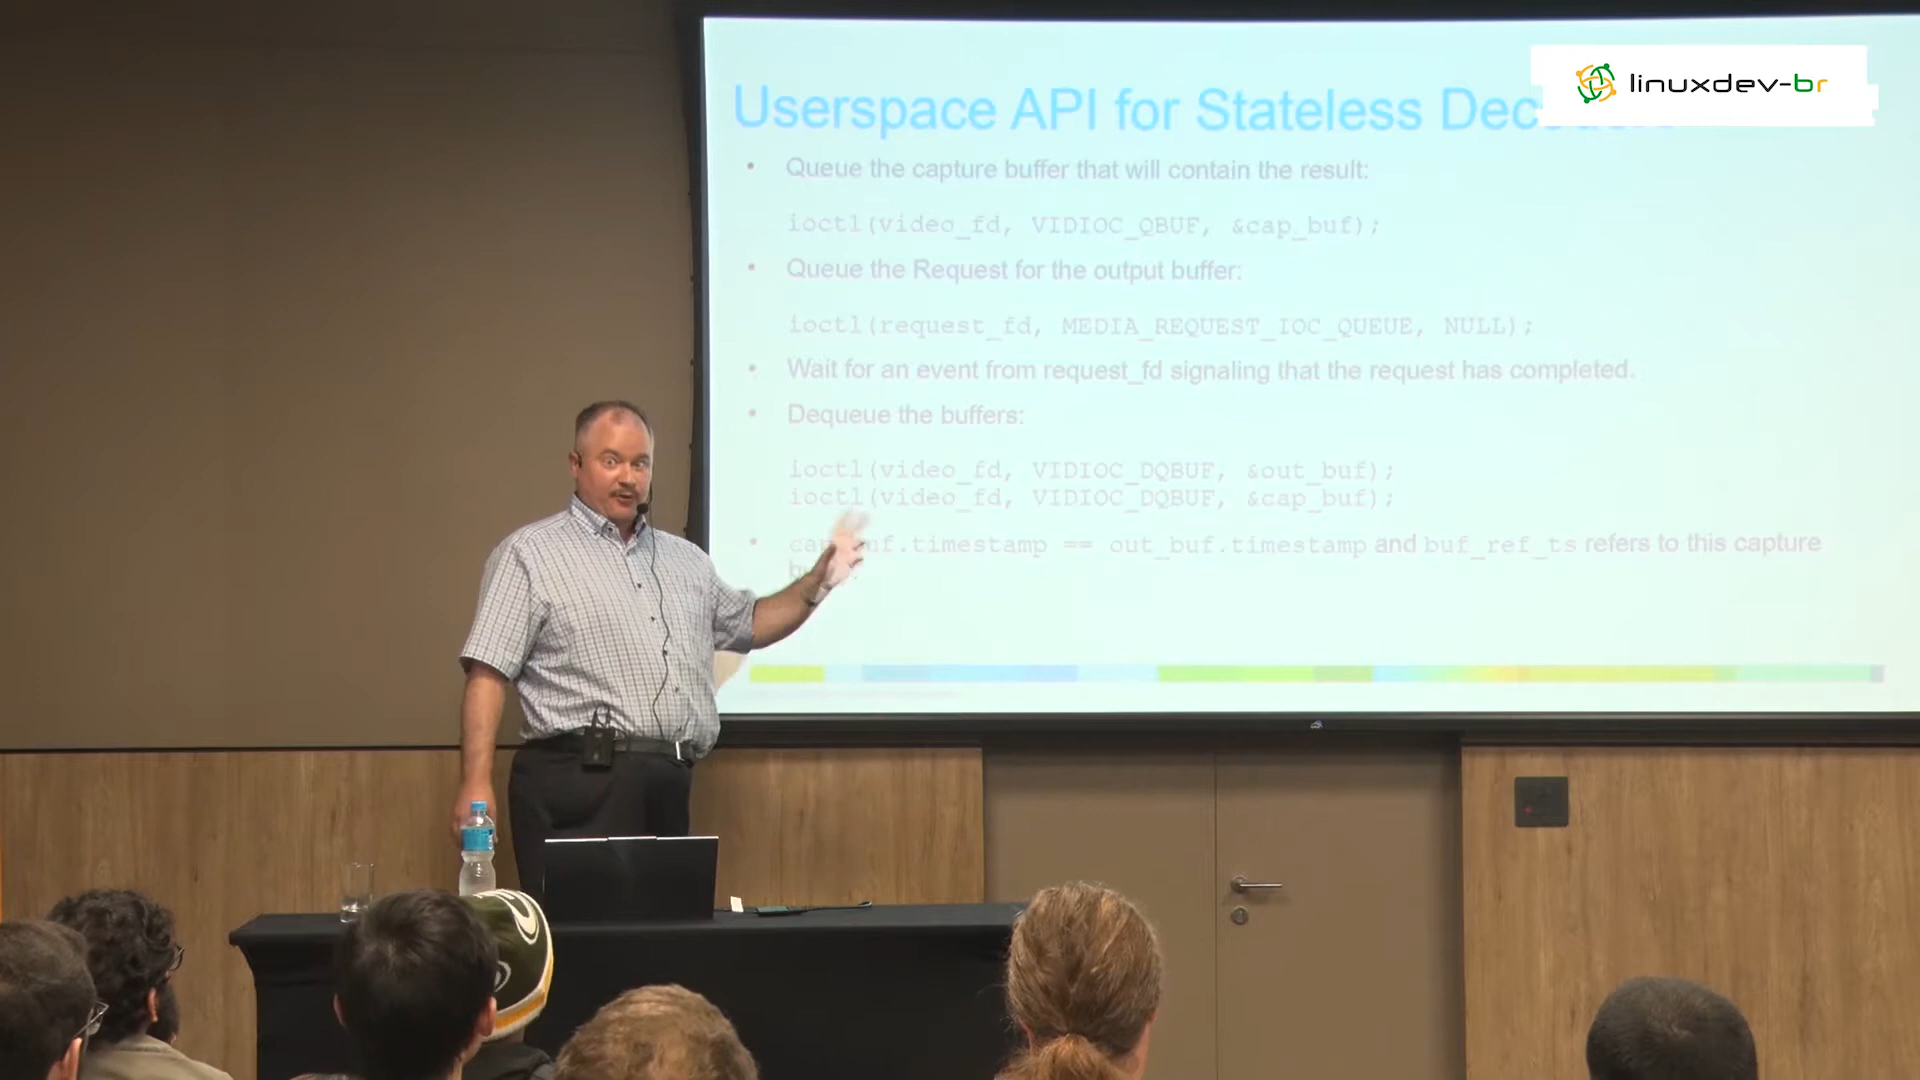 linuxdev-br
Userspace API for Stateless
• Queue the capture buffer that will contain the result:
ioctl(video_fd, VIDIOC_QBUF, &cap_buf);
• Queue the Request for the output buffer:
ioctl(request_fd, MEDIA_REQUEST_IOC_QUEUE, NULL);
• Wait for an event from request_fd signaling that the request has completed.
• Dequeue the buffers:
ioctl(video_fd, VIDIOC_DQBUF, &out_buf);
ioctl(video_fd, VIDIOC_DQBUF, &cap_buf);
• cap_buf.timestamp == out_buf.timestamp and buf_ref_ts refers to this capture